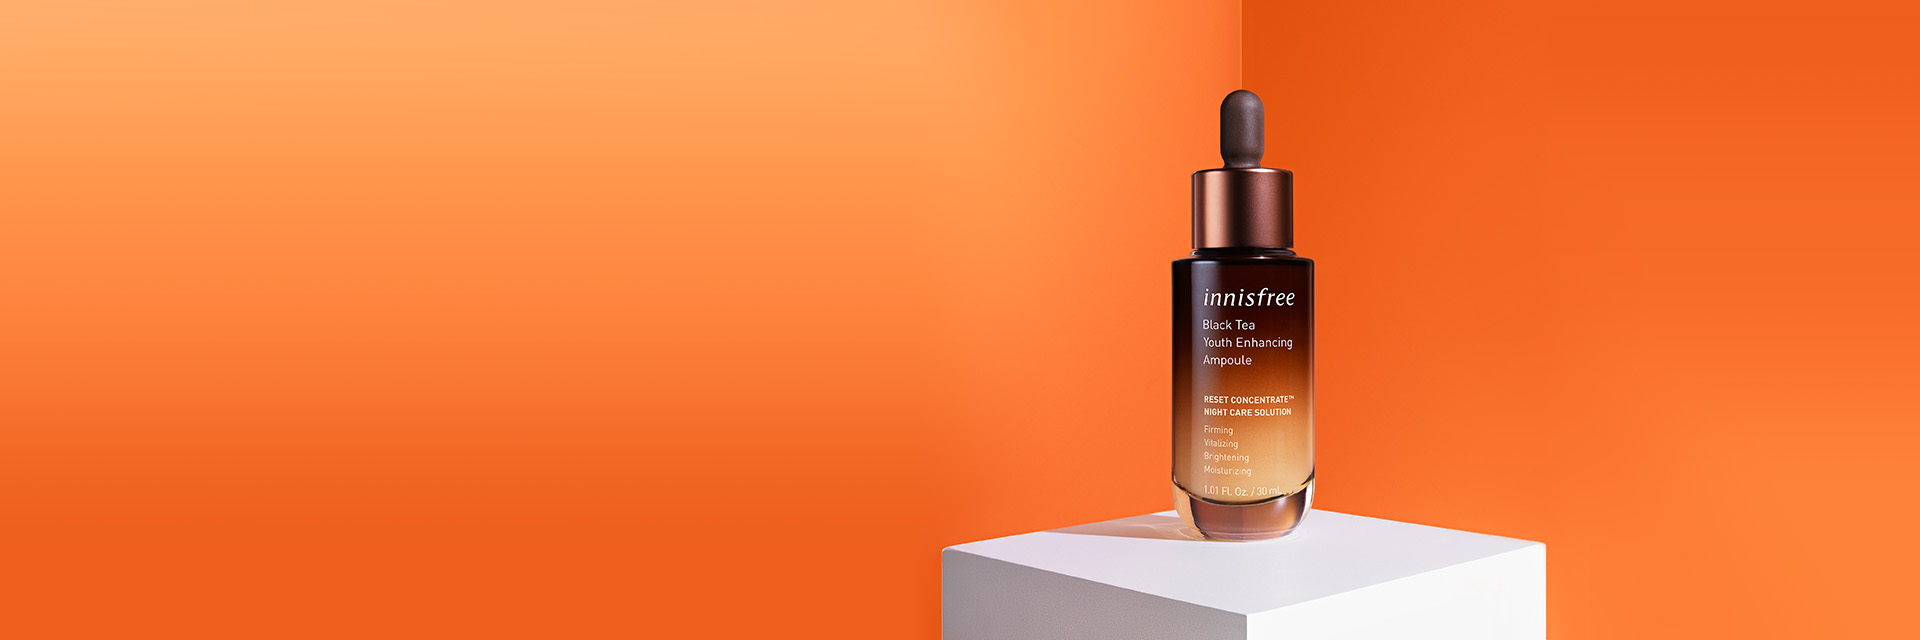 innisfree
Black Tea
Youth Enhancing
Ampoule
RESET CONCENTRATE™
NIGHT CARE SOLUTION
Firming
Vitalizing
Brightening
Moisturizing
1.01 Fl. Oz. / 30 mL